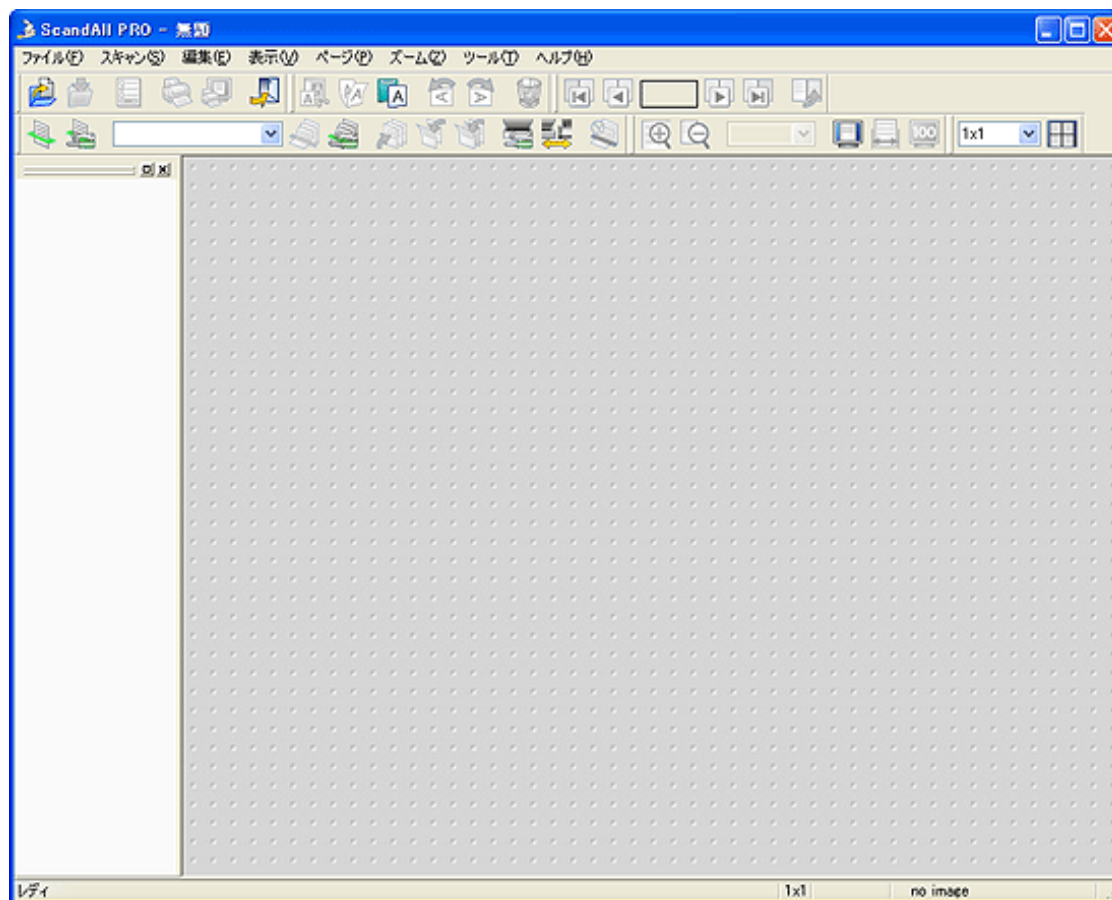 ScandAll PRO - 無題
ファイル(F) スキャン(S) 編集(E) 表示(V) ページ(P) ズーム(Z) ツール(T) ヘルプ(H)
A A A A A
100 1x1
レディ 1x1 no image